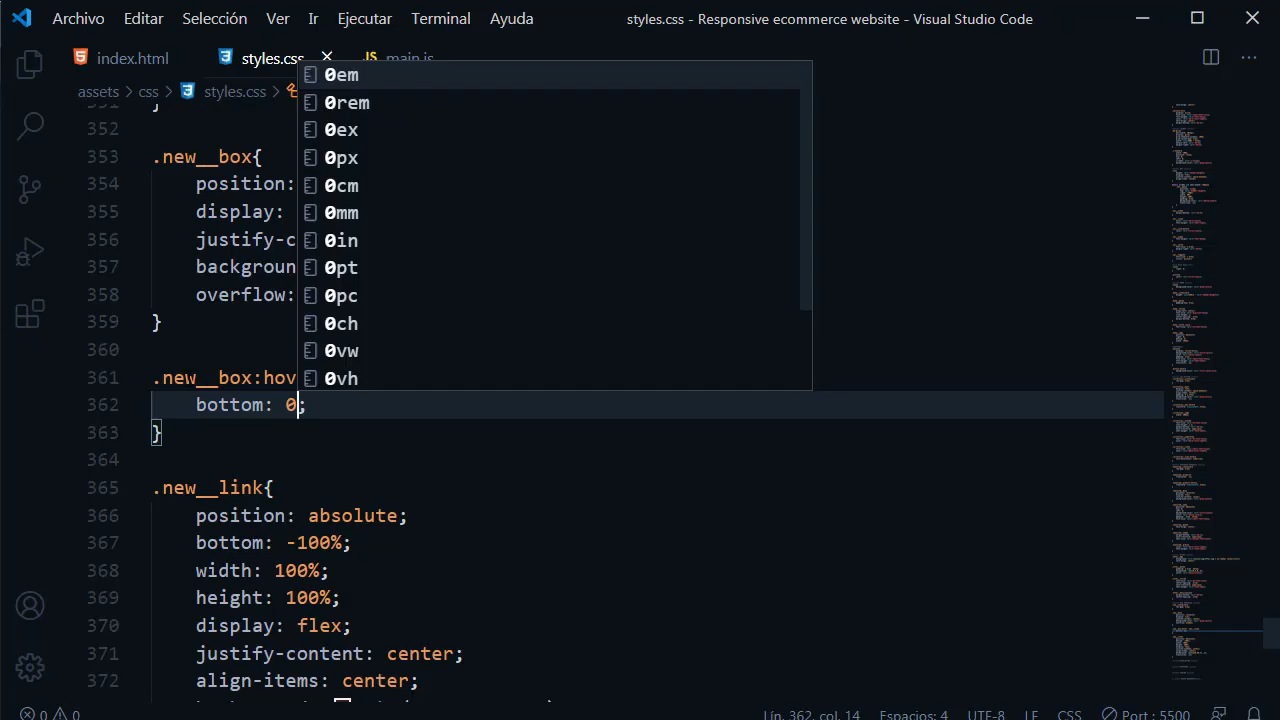 Archivo Editar Selección Ver Ir Ejecutar Terminal Ayuda styles.css - Responsive ecommerce website - Visual Studio Code
index.html styles.css JS main.js
assets > css > styles.css >
351 }
352
353 .new__box{
354 position:
355 display:
356 justify-c
357 backgroun
358 overflow:
359 }
360
361 .new__box:hov
362 bottom: 0;
363 }
364
365 .new__link{
366 position: absolute;
367 bottom: -100%;
368 width: 100%;
369 height: 100%;
370 display: flex;
371 justify-content: center;
372 align-items: center;
0em
0rem
0ex
0px
0cm
0mm
0in
0pt
0pc
0ch
0vw
0vh
0 0 Lín. 362, col. 14 Espacios: 4 UTF-8 LF CSS Port : 5500